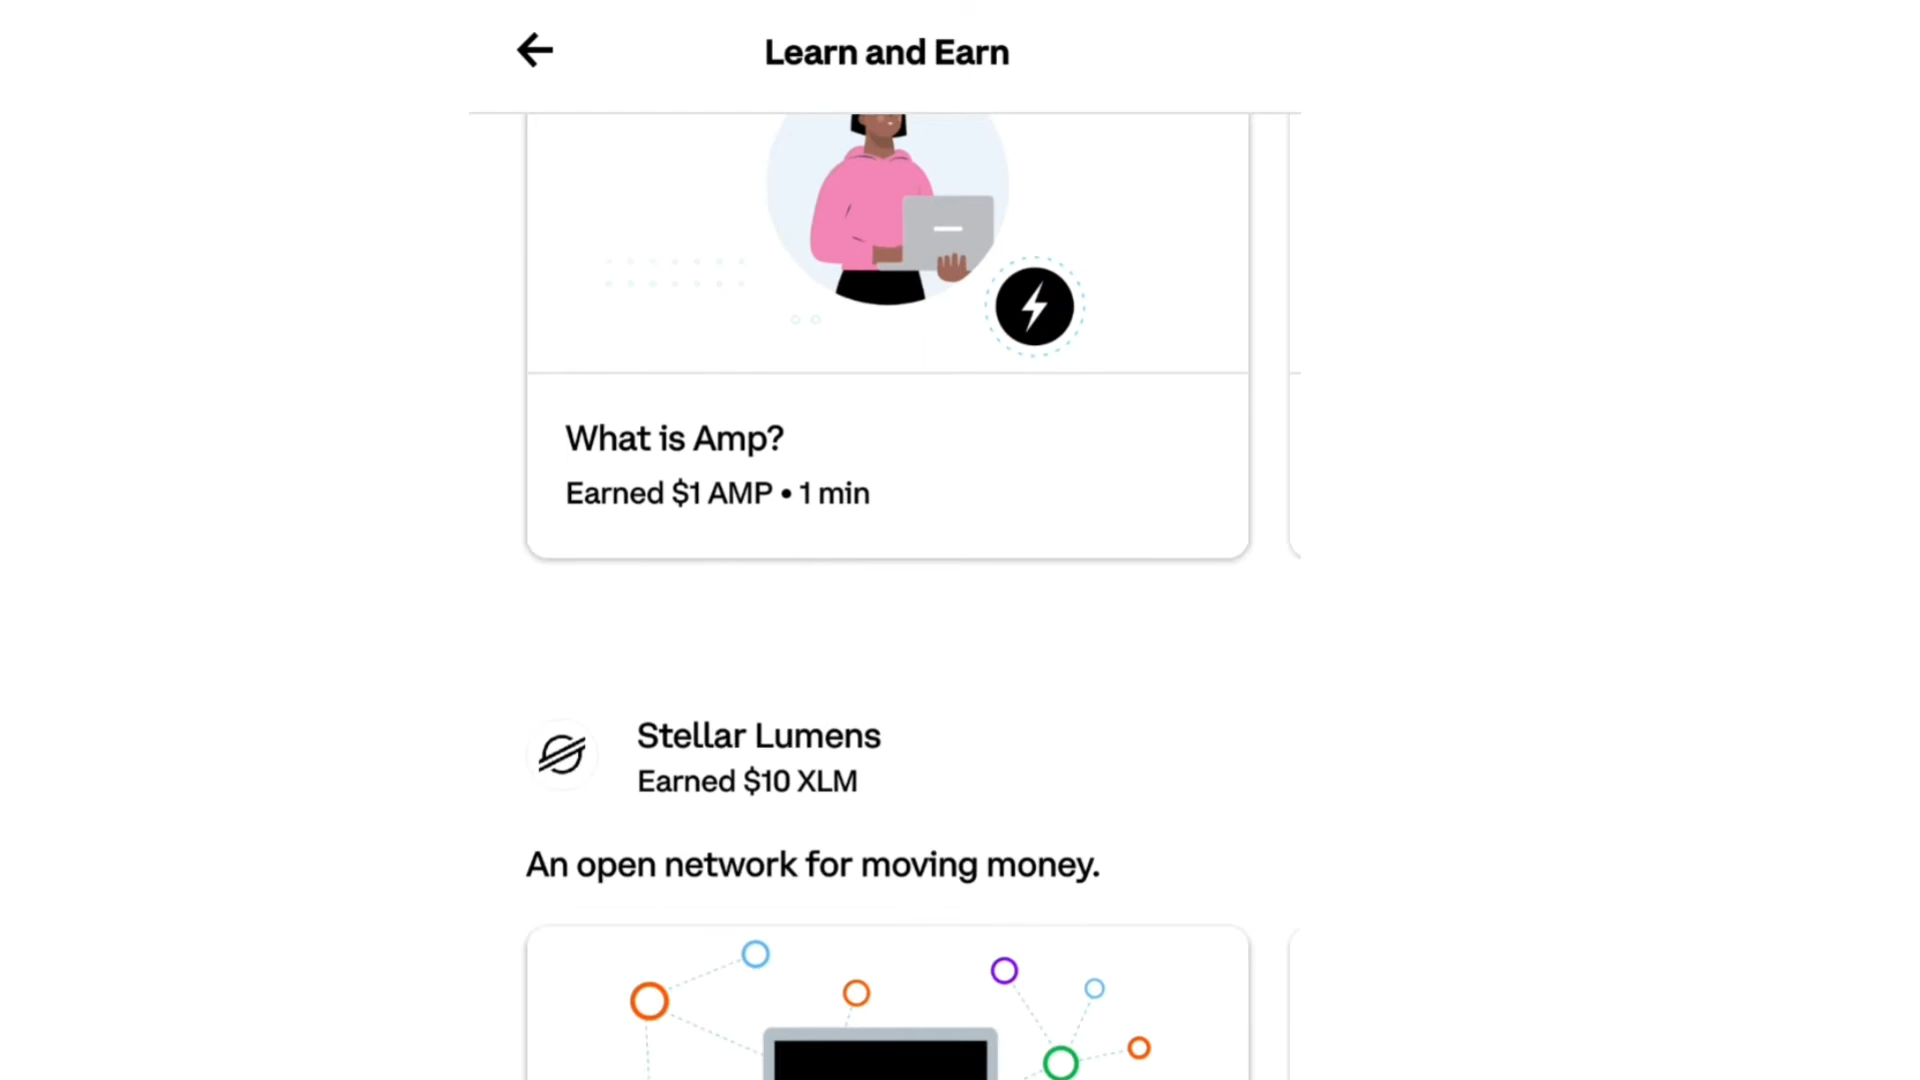 Learn and Earn
What is Amp?
Earned $1 AMP • 1 min
Stellar Lumens
Earned $10 XLM
An open network for moving money.